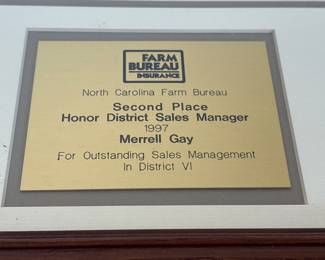 FARM
BUREAU
INSURANCE
North Carolina Farm Bureau
Second Place
Honor District Sales Manager
1997
Merrell Gay
For Outstanding Sales Management
In District VI